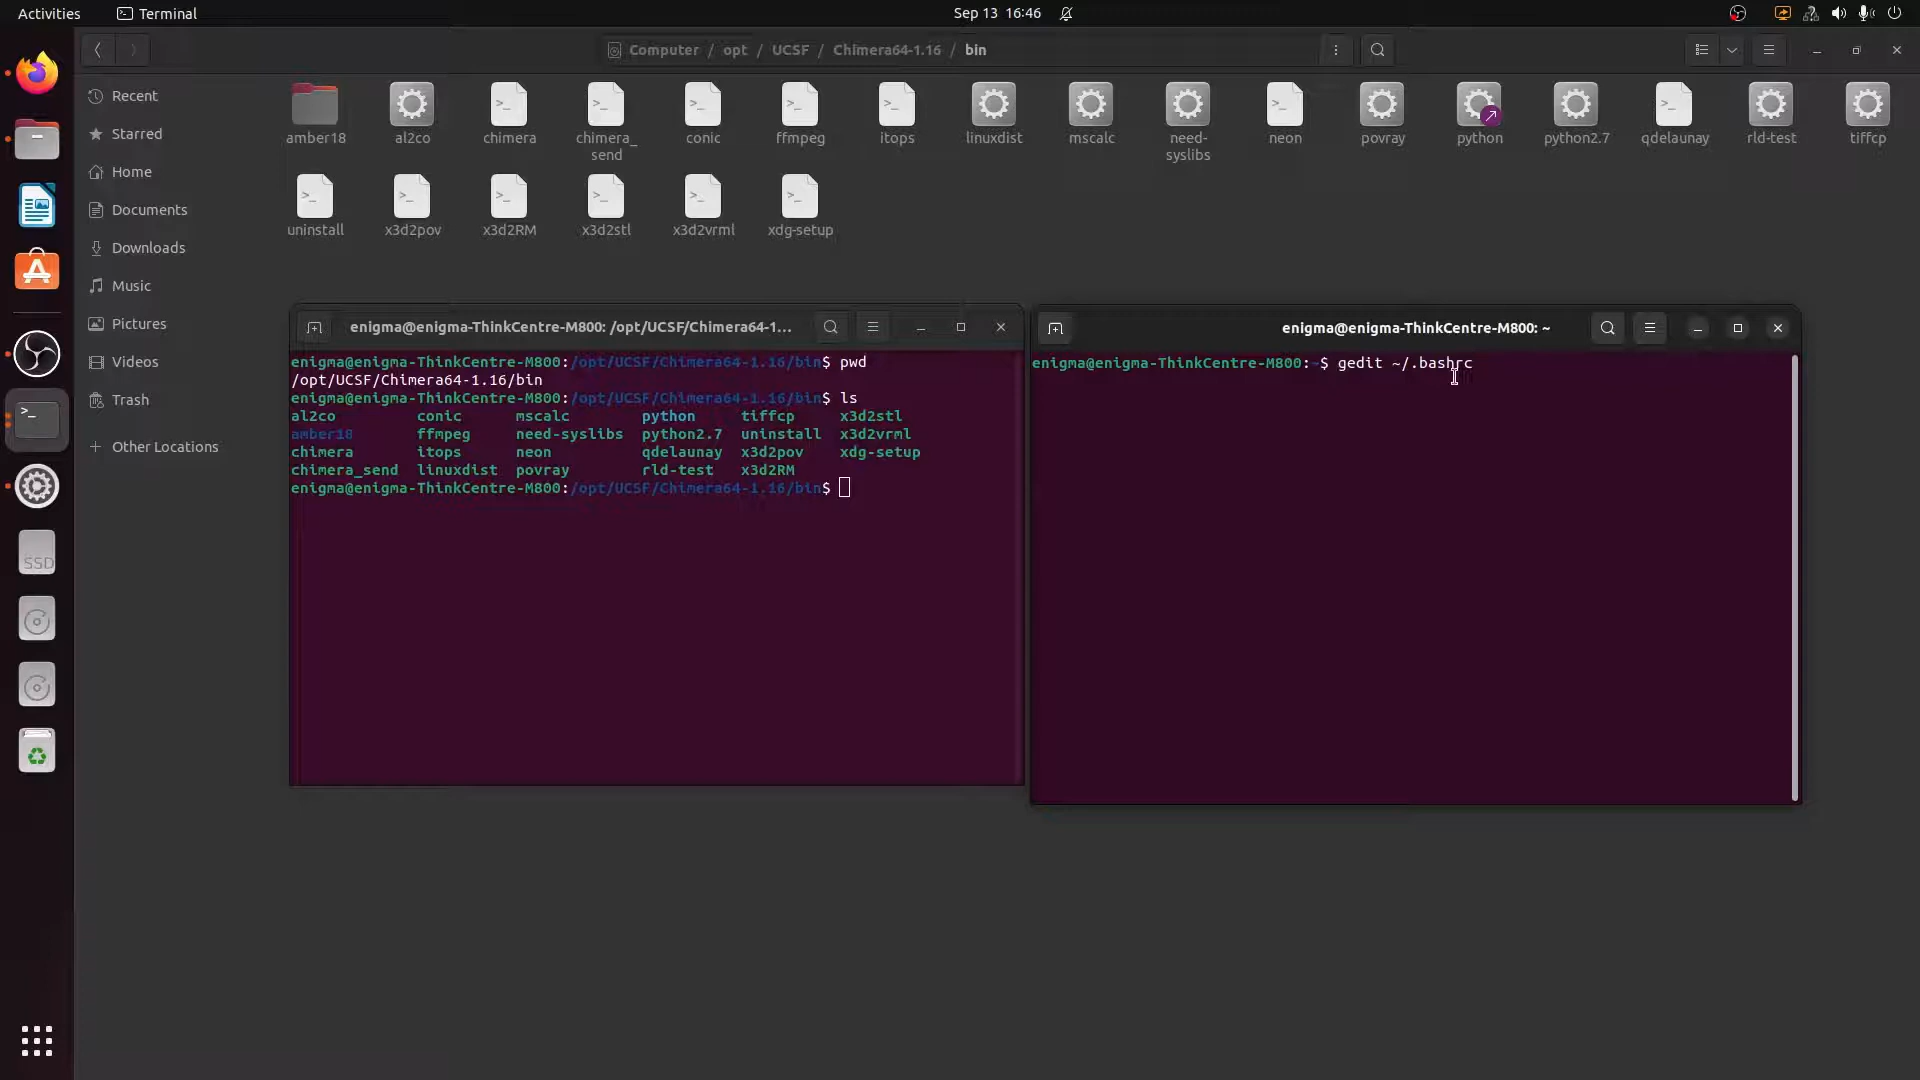 Activities
Terminal
Sep 13 16:46
Computer / opt / UCSF / Chimera64-1.16 / bin
Recent
Starred
Home
Documents
Downloads
Music
Pictures
Videos
Trash
Other Locations
SSD
amber18
al2co
chimera
chimera_
send
conic
ffmpeg
itops
linuxdist
mscalc
need-
syslibs
neon
povray
python
python2.7
qdelaunay
rld-test
tiffcp
uninstall
x3d2pov
x3d2RM
x3d2stl
x3d2vrml
xdg-setup
enigma@enigma-ThinkCentre-M800: /opt/UCSF/Chimera64-1...
enigma@enigma-ThinkCentre-M800:/opt/UCSF/Chimera64-1.16/bin$ pwd
/opt/UCSF/Chimera64-1.16/bin
enigma@enigma-ThinkCentre-M800:/opt/UCSF/Chimera64-1.16/bin$ ls
al2co conic mscalc python tiffcp x3d2stl
amber18 ffmpeg need-syslibs python2.7 uninstall x3d2vrml
chimera itops neon qdelaunay x3d2pov xdg-setup
chimera_send linuxdist povray rld-test x3d2RM
enigma@enigma-ThinkCentre-M800:/opt/UCSF/Chimera64-1.16/bin$
enigma@enigma-ThinkCentre-M800: ~
enigma@enigma-ThinkCentre-M800:~$ gedit ~/.bashrc